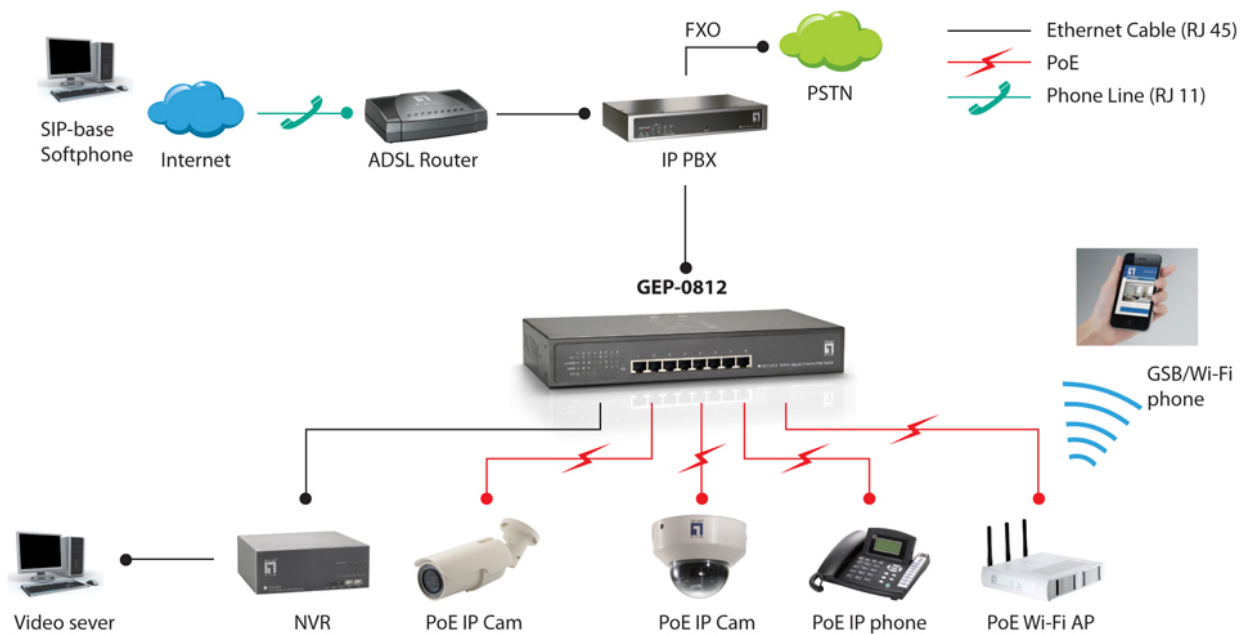 FXO
Ethernet Cable (RJ 45)
PoE
Phone Line (RJ 11)
PSTN
SIP-base
Softphone
Internet
ADSL Router
IP PBX
GEP-0812
GSB/Wi-Fi
phone
Video sever
NVR
PoE IP Cam
PoE IP Cam
PoE IP phone
PoE Wi-Fi AP